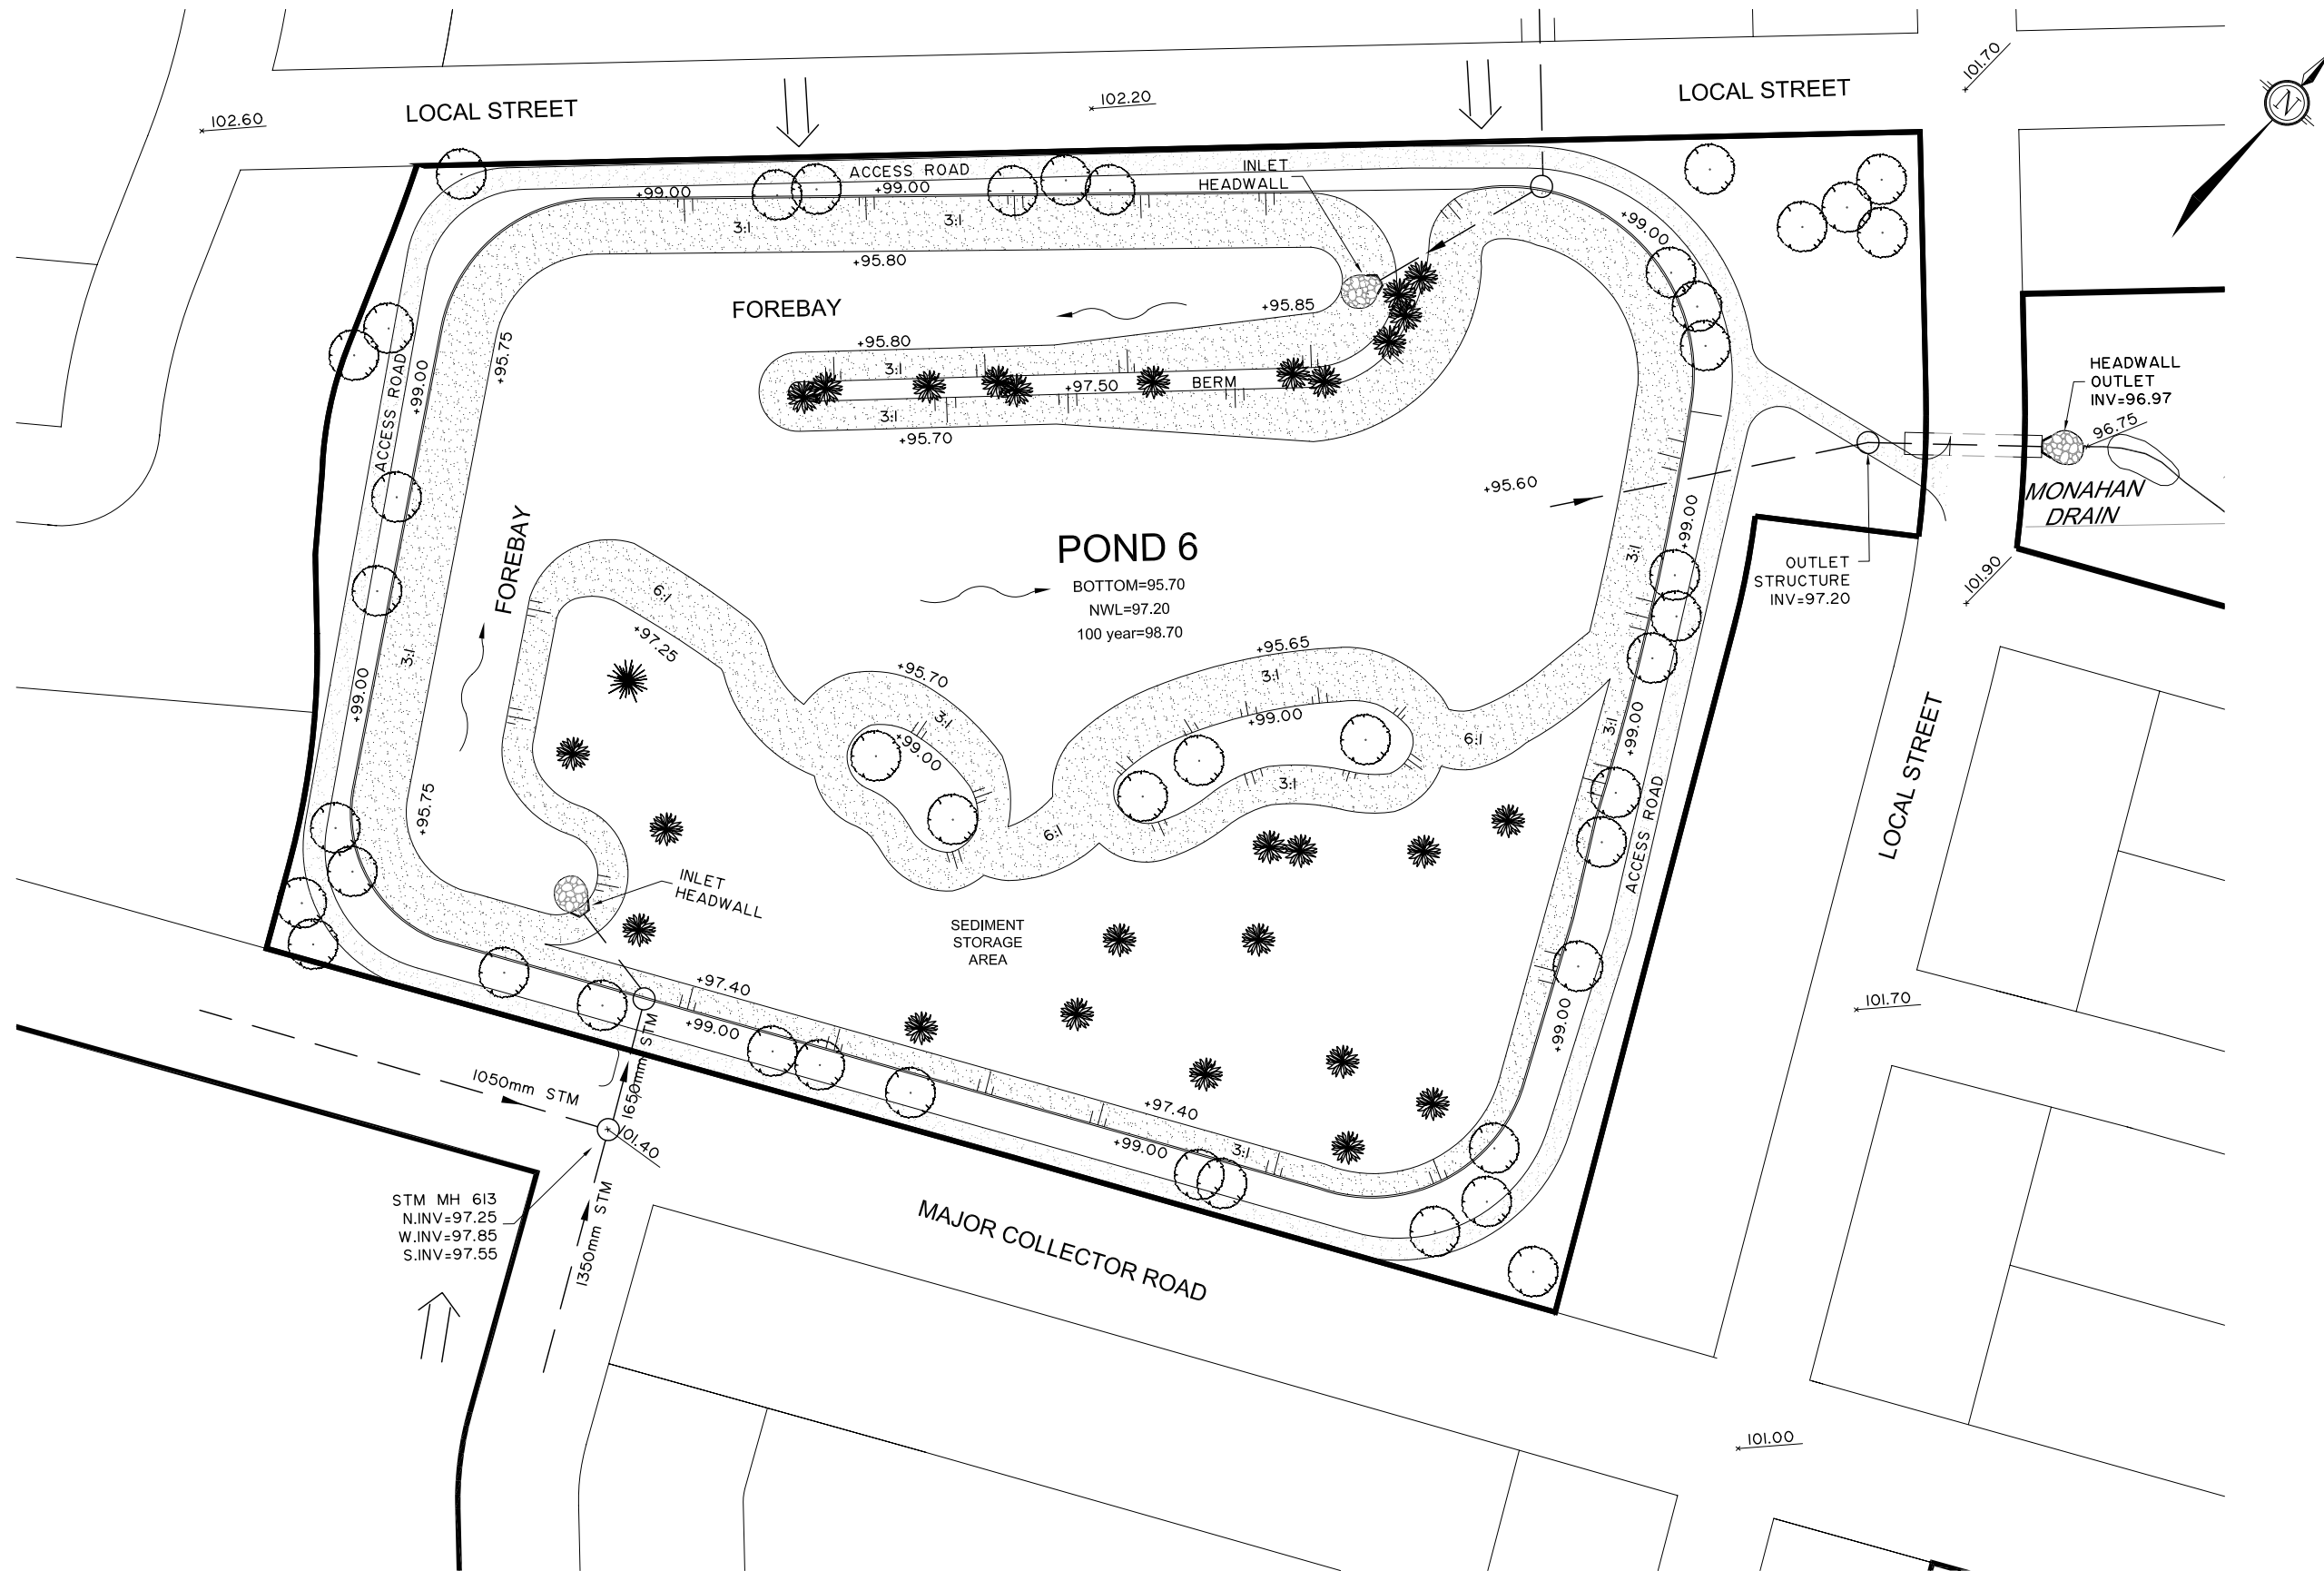 101.70
102.60
LOCAL STREET
102.20
LOCAL STREET
N
ACCESS ROAD
+99.00
+99.00
INLET
HEADWALL
3:1
3:1
+99.00
+95.80
FOREBAY
+95.85
+95.80
+95.75
3:1
+97.50
BERM
3:1
+95.70
ACCESS ROAD
+99.00
HEADWALL
OUTLET
INV=96.97
96.75
MONAHAN
DRAIN
+95.60
+99.00
3:1
FOREBAY
POND 6
BOTTOM=95.70
NWL=97.20
100 year=98.70
OUTLET
STRUCTURE
INV=97.20
101.90
6:1
+97.25
3:1
+99.00
+95.75
+95.70
3:1
+99.00
+95.65
3:1
+99.00
3:1
6:1
6:1
3:1
+99.00
ACCESS ROAD
LOCAL STREET
INLET
HEADWALL
SEDIMENT
STORAGE
AREA
+97.40
+99.00
+97.40
+99.00
3:1
+99.00
101.70
1050mm STM
1650mm STM
101.40
1350mm STM
STM MH 613
N.INV=97.25
W.INV=97.85
S.INV=97.55
MAJOR COLLECTOR ROAD
101.00